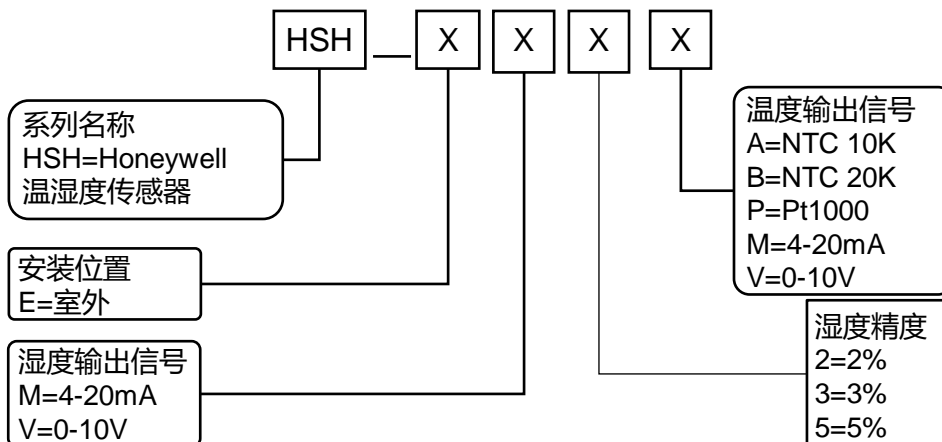 HSH — X X X X
系列名称
HSH=Honeywell
温湿度传感器
安装位置
E=室外
湿度输出信号
M=4-20mA
V=0-10V
温度输出信号
A=NTC 10K
B=NTC 20K
P=Pt1000
M=4-20mA
V=0-10V
湿度精度
2=2%
3=3%
5=5%